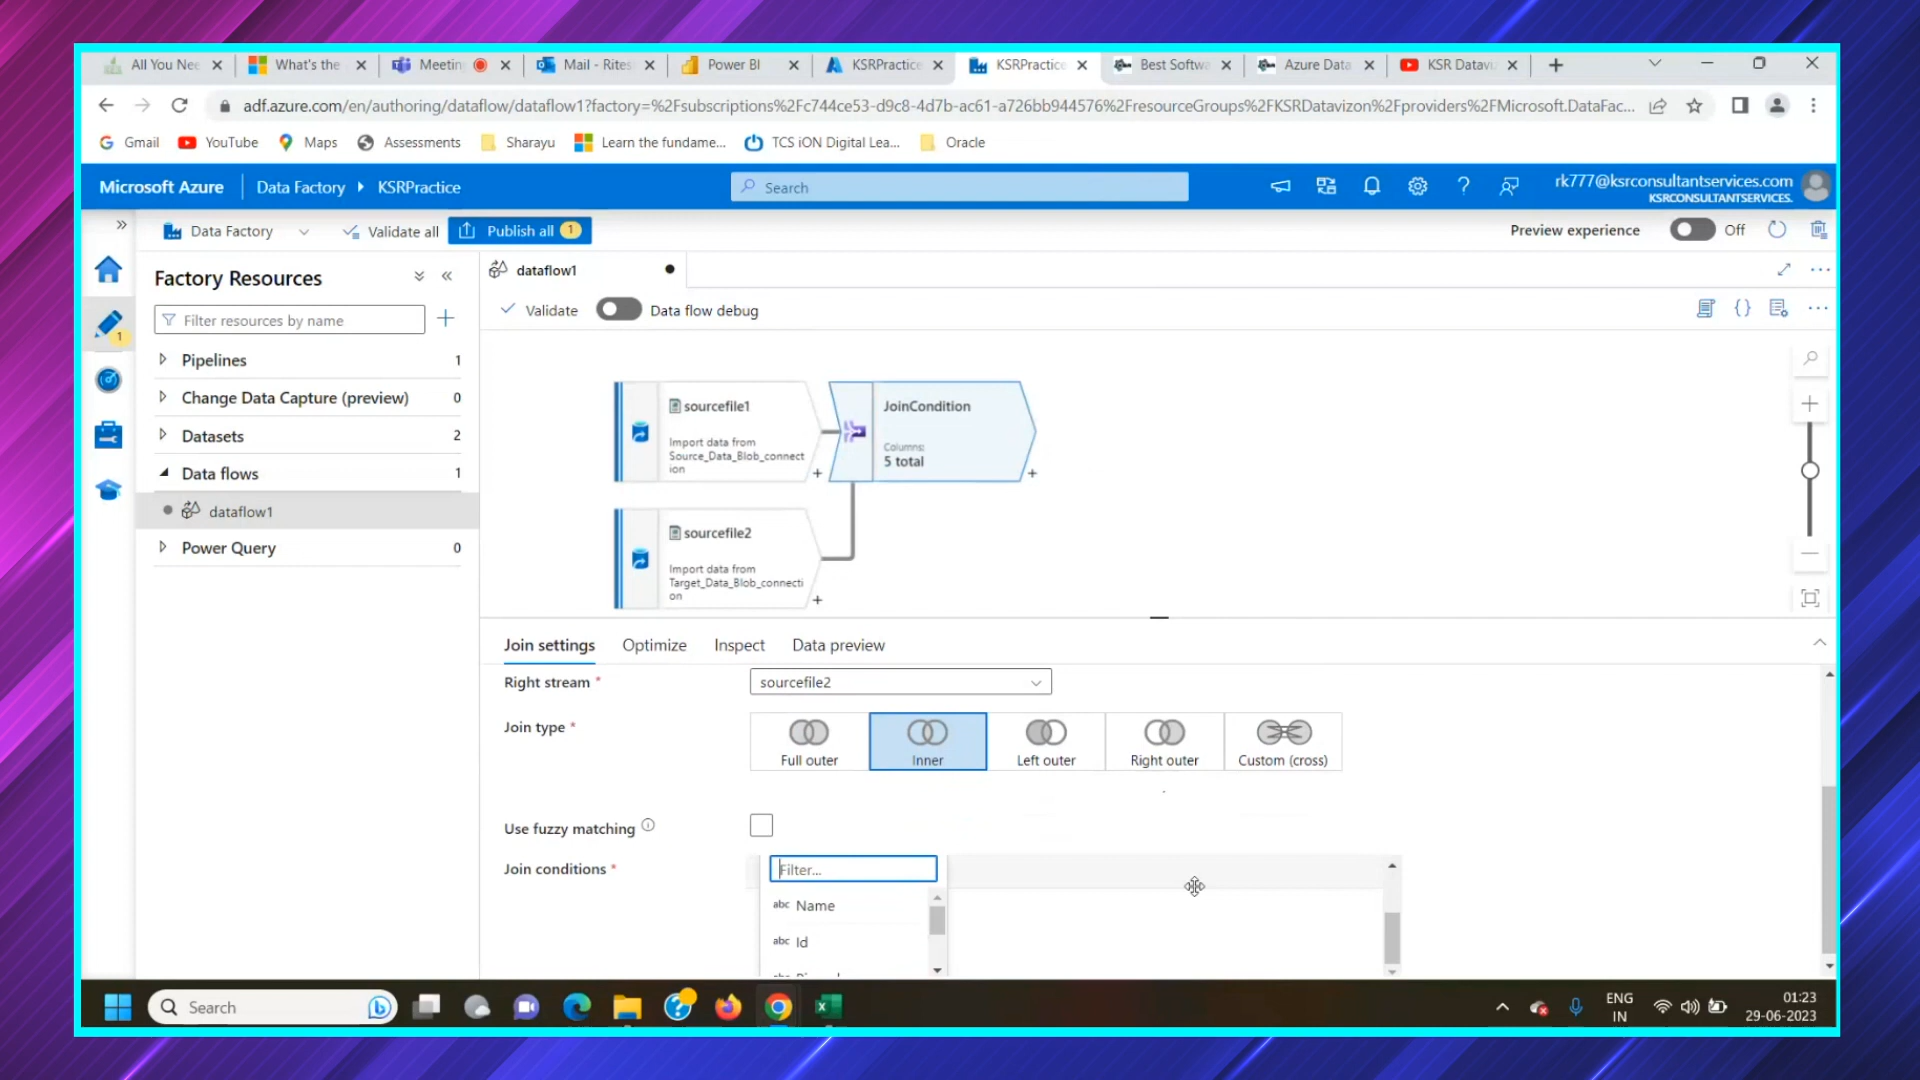 All You Nee
What's the
Meeting
Mail - Rites
Power BI
KSRPractice
KSRPractice
Best Softwa
Azure Data
KSR Datavi
adf.azure.com/en/authoring/dataflow/dataflow1?factory=%2Fsubscriptions%2Fc744ce53-d9c8-4d7b-ac61-a726bb944576%2FresourceGroups%2FKSRDatavizon%2Fproviders%2FMicrosoft.DataFac...
Gmail
YouTube
Maps
Assessments
Sharayu
Learn the fundame...
TCS iON Digital Lea...
Oracle
Microsoft Azure
Data Factory
KSRPractice
Search
rk777@ksrconsultantservices.com
KSRCONSULTANTSERVICES.
Data Factory
Validate all
Publish all 1
Preview experience
Off
1
Factory Resources
Filter resources by name
Pipelines 1
Change Data Capture (preview) 0
Datasets 2
Data flows 1
dataflow1
Power Query 0
dataflow1
Validate
Data flow debug
sourcefile1
Import data from
Source_Data_Blob_connect
ion
JoinCondition
Columns:
5 total
sourcefile2
Import data from
Target_Data_Blob_connecti
on
Join settings
Optimize
Inspect
Data preview
Right stream *
sourcefile2
Join type *
Full outer
Inner
Left outer
Right outer
Custom (cross)
Use fuzzy matching
Join conditions *
Filter...
abc Name
abc Id
Search
ENG
IN
01:23
29-06-2023